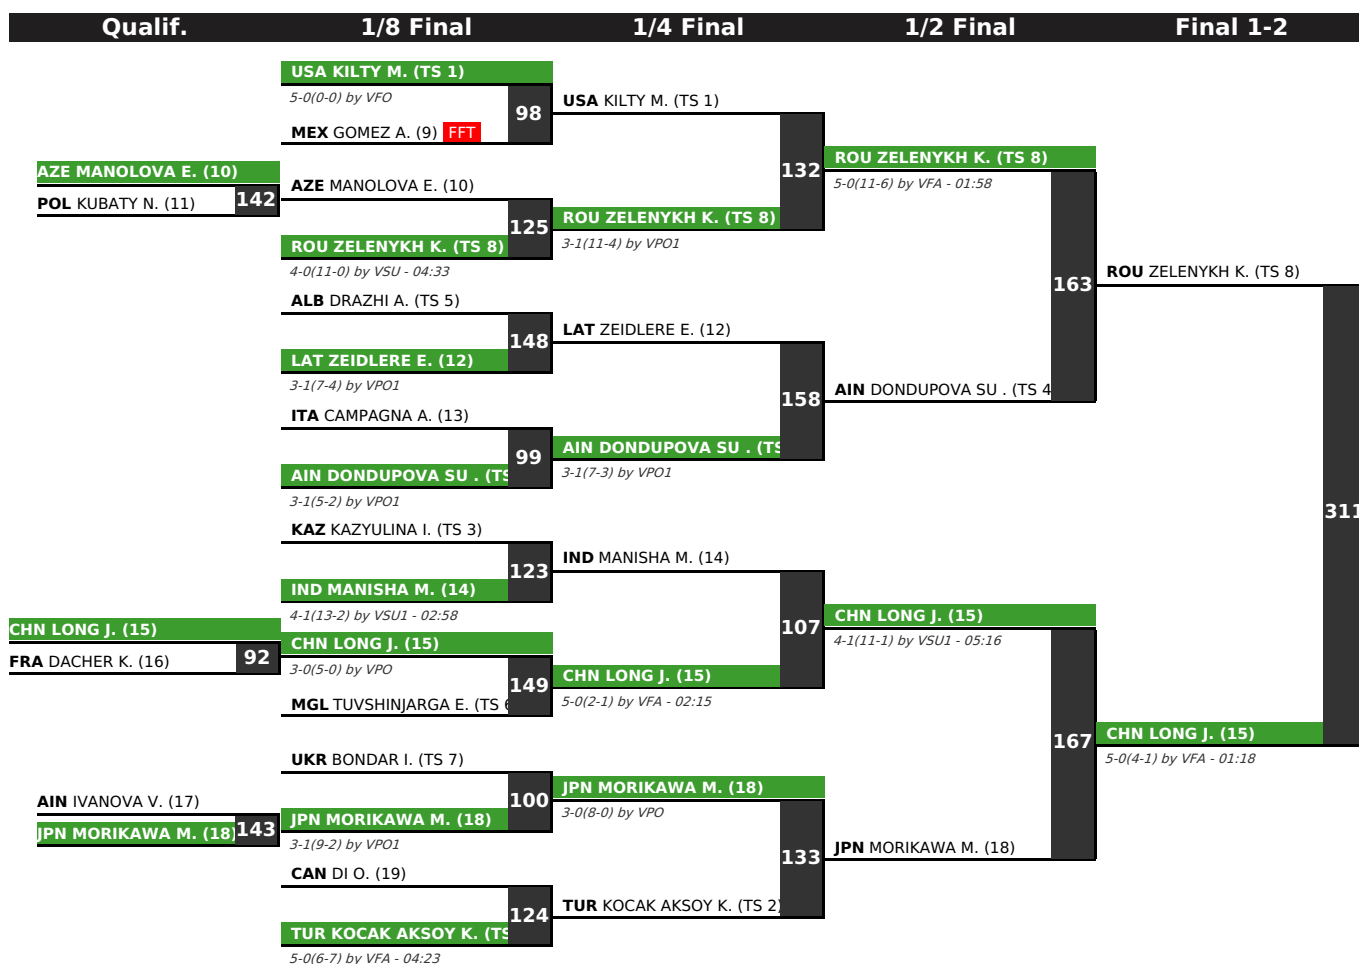 Qualif. 1/8 Final 1/4 Final 1/2 Final Final 1-2
USA KILTY M. (TS 1)
5-0(0-0) by VFO
98
USA KILTY M. (TS 1)
MEX GOMEZ A. (9) FFT
132
ROU ZELENYKH K. (TS 8)
5-0(11-6) by VFA - 01:58
AZE MANOLOVA E. (10)
POL KUBATY N. (11)
142
AZE MANOLOVA E. (10)
125
ROU ZELENYKH K. (TS 8)
3-1(11-4) by VPO1
ROU ZELENYKH K. (TS 8)
4-0(11-0) by VSU - 04:33
163
ROU ZELENYKH K. (TS 8)
ALB DRAZHI A. (TS 5)
148
LAT ZEIDLERE E. (12)
LAT ZEIDLERE E. (12)
3-1(7-4) by VPO1
158
AIN DONDUPOVA SU . (TS 4
ITA CAMPAGNA A. (13)
99
AIN DONDUPOVA SU . (TS
3-1(7-3) by VPO1
AIN DONDUPOVA SU . (TS
3-1(5-2) by VPO1
311
KAZ KAZYULINA I. (TS 3)
123
IND MANISHA M. (14)
IND MANISHA M. (14)
4-1(13-2) by VSU1 - 02:58
107
CHN LONG J. (15)
4-1(11-1) by VSU1 - 05:16
CHN LONG J. (15)
FRA DACHER K. (16)
92
CHN LONG J. (15)
3-0(5-0) by VPO
149
CHN LONG J. (15)
5-0(2-1) by VFA - 02:15
MGL TUVSHINJARGA E. (TS 6
167
CHN LONG J. (15)
5-0(4-1) by VFA - 01:18
UKR BONDAR I. (TS 7)
100
JPN MORIKAWA M. (18)
3-0(8-0) by VPO
AIN IVANOVA V. (17)
JPN MORIKAWA M. (18)
143
JPN MORIKAWA M. (18)
3-1(9-2) by VPO1
133
JPN MORIKAWA M. (18)
CAN DI O. (19)
124
TUR KOCAK AKSOY K. (TS 2)
TUR KOCAK AKSOY K. (TS
5-0(6-7) by VFA - 04:23